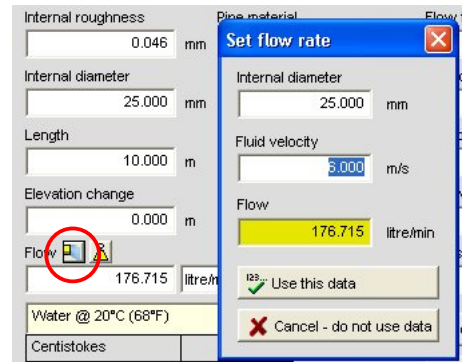 Internal roughness
Pipe material
Flow
0.046 mm
Internal diameter
25.000 mm
Length
10.000 m
Elevation change
0.000 m
Flow
176.715 litre/
Water @ 20°C (68°F)
Centistokes
Set flow rate
Internal diameter
25.000 mm
Fluid velocity
6.000 m/s
Flow
176.715 litre/min
123... Use this data
Cancel - do not use data